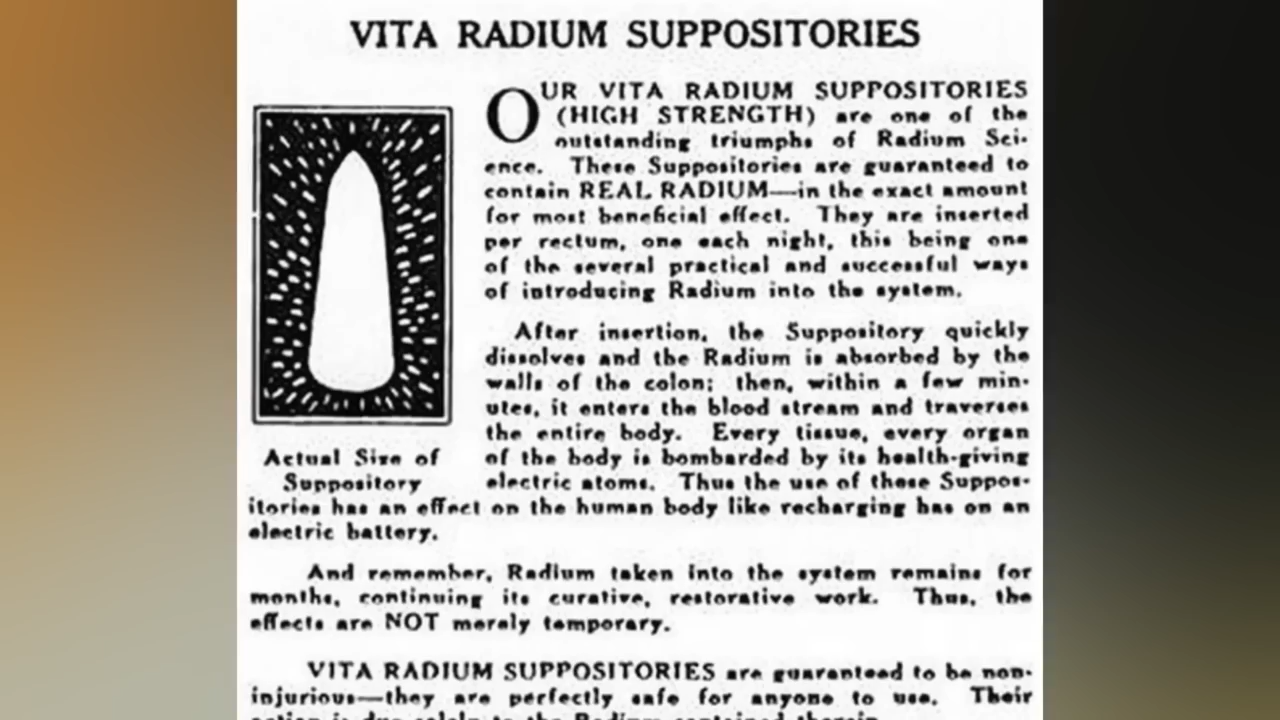 VITA RADIUM SUPPOSITORIES
OUR VITA RADIUM SUPPOSITORIES
(HIGH STRENGTH) are one of the
outstanding triumphs of Radium Sci-
ence. These Suppositories are guaranteed to
contain REAL RADIUM—in the exact amount
for most beneficial effect. They are inserted
per rectum, one each night, this being one
of the several practical and successful ways
of introducing Radium into the system.
After insertion, the Suppository quickly
dissolves and the Radium is absorbed by the
walls of the colon; then, within a few min-
utes, it enters the blood stream and traverses
the entire body. Every tissue, every organ
of the body is bombarded by its health-giving
electric atoms. Thus the use of these Suppos-
itories has an effect on the human body like recharging has on an
electric battery.
Actual Size of
Suppository
And remember, Radium taken into the system remains for
months, continuing its curative, restorative work. Thus, the
effects are NOT merely temporary.
VITA RADIUM SUPPOSITORIES are guaranteed to be non-
injurious—they are perfectly safe for anyone to use. Their
action is due solely to the Radium contained therein.